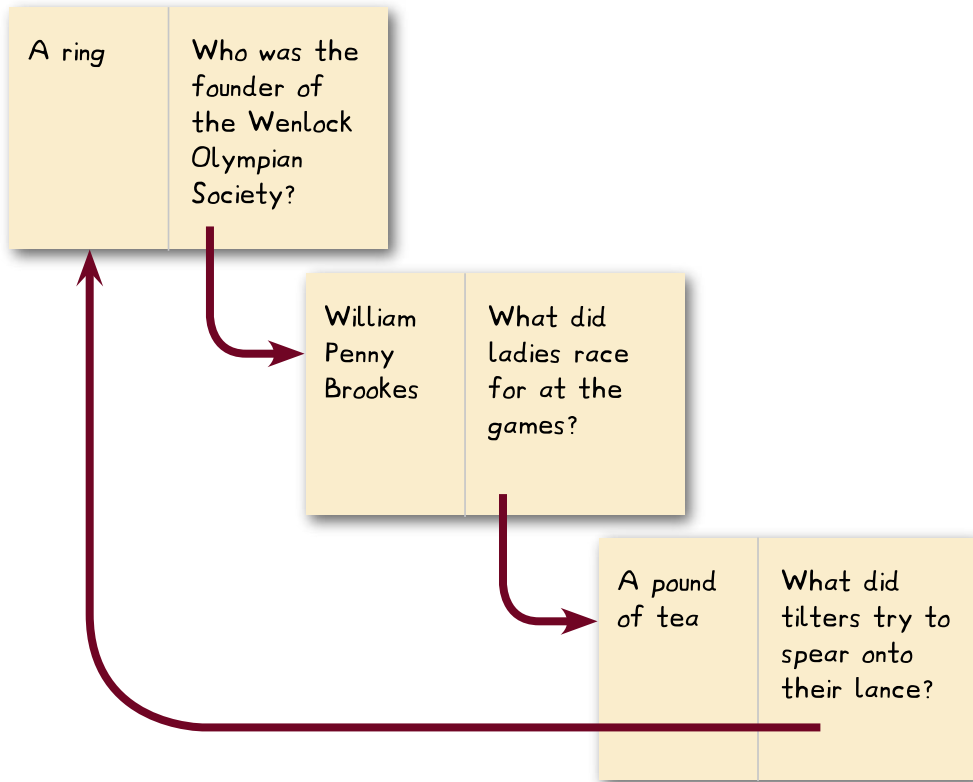 A ring
Who was the
founder of
the Wenlock
Olympian
Society?
William
Penny
Brookes
What did
ladies race
for at the
games?
A pound
of tea
What did
tilters try to
spear onto
their lance?